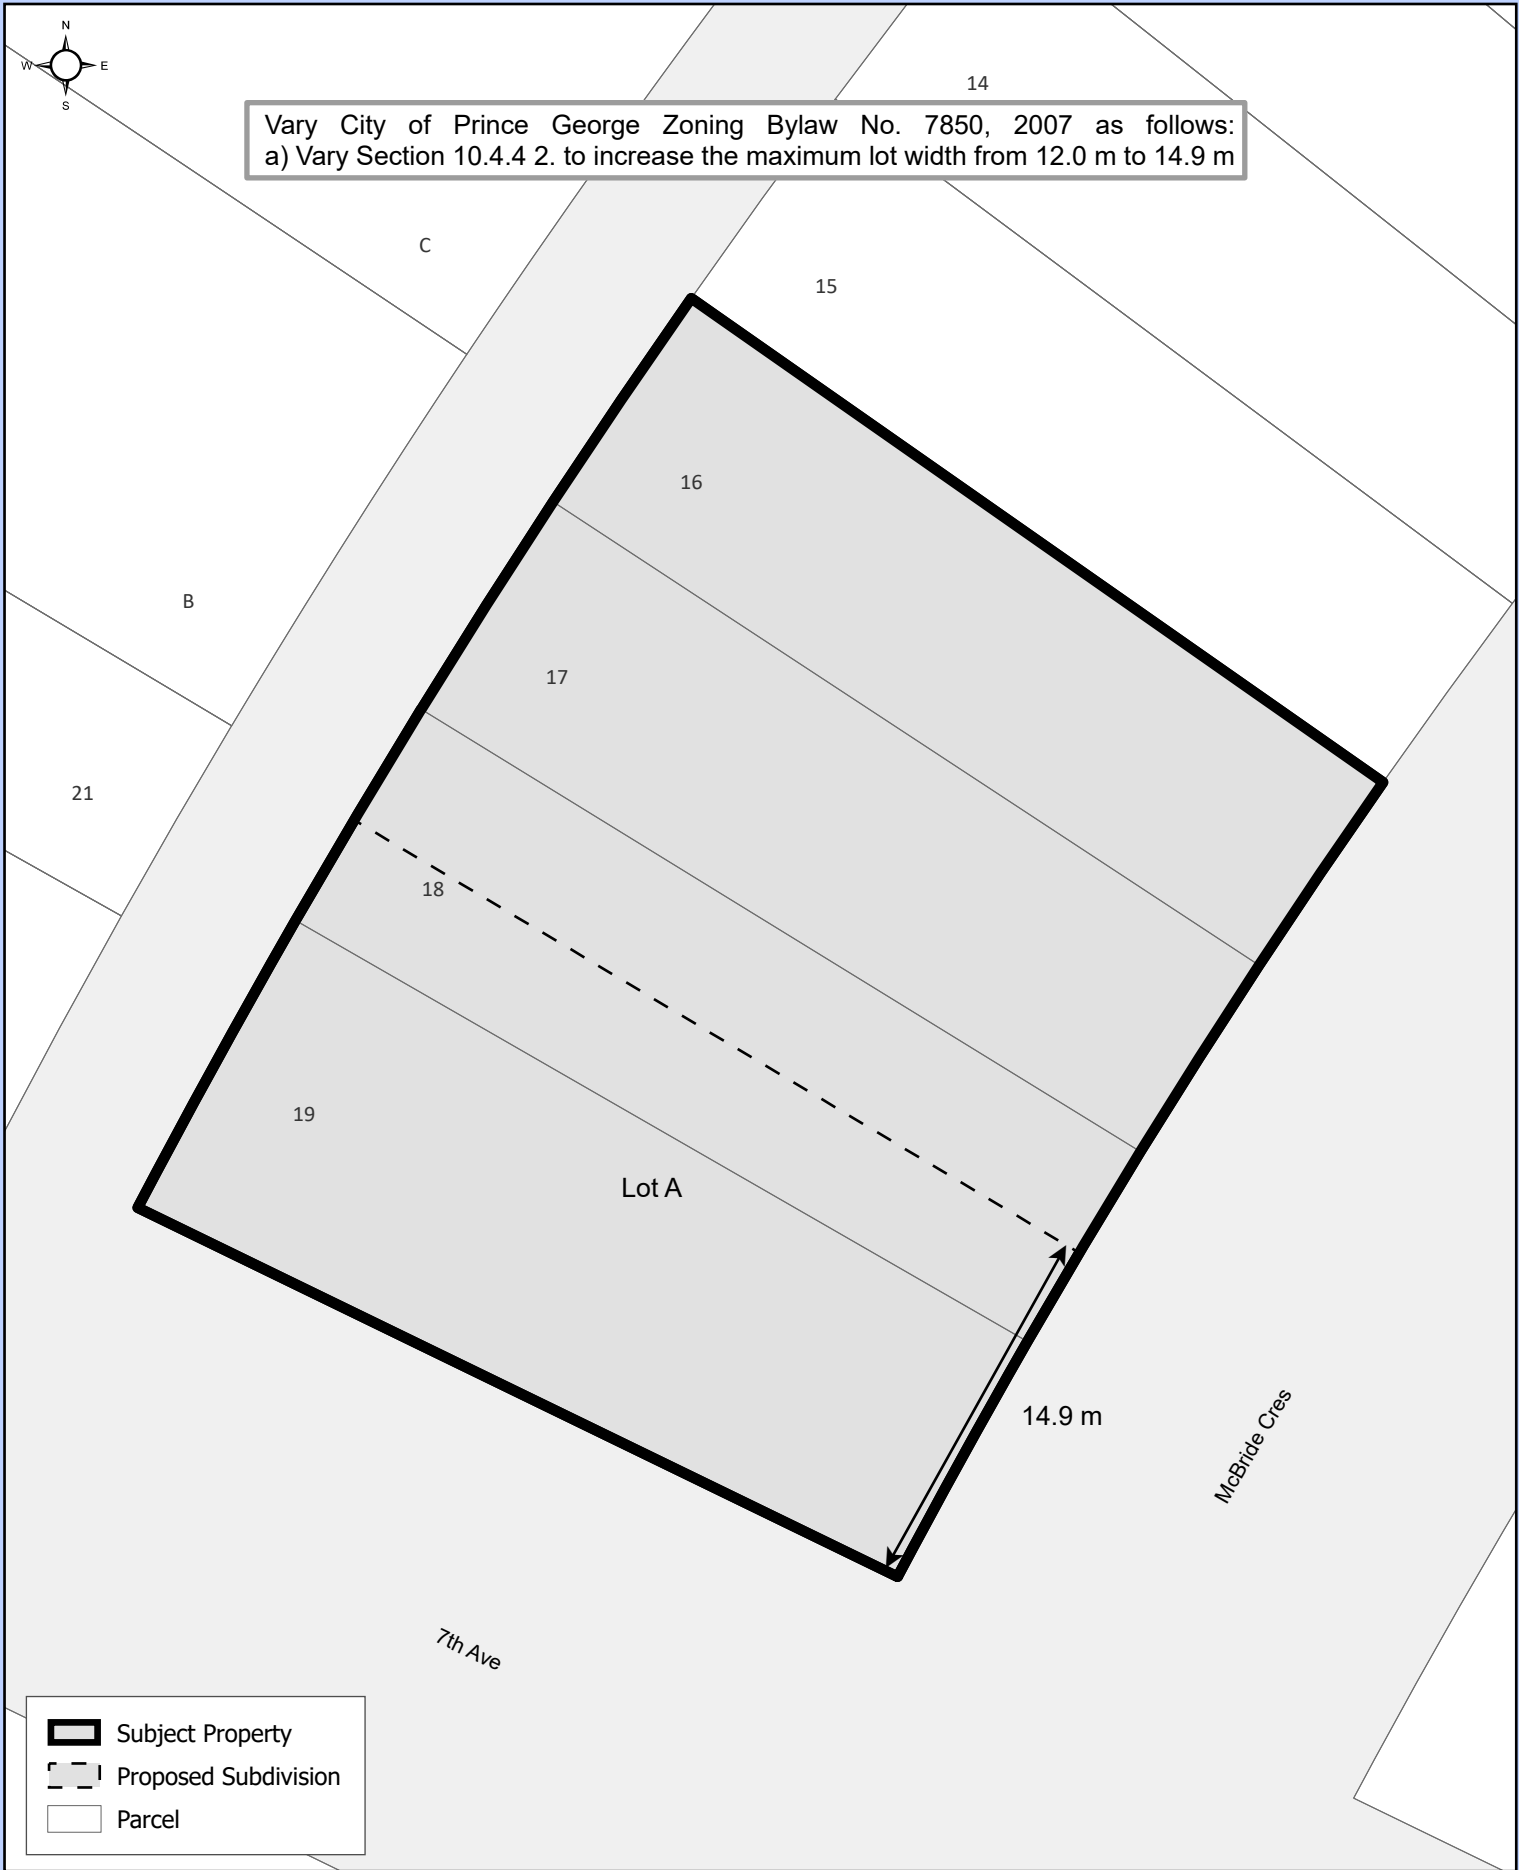 N
W E
S
14
Vary City of Prince George Zoning Bylaw No. 7850, 2007 as follows:
a) Vary Section 10.4.4 2. to increase the maximum lot width from 12.0 m to 14.9 m
C
15
16
B
17
21
18
19
Lot A
14.9 m
McBride Cres
7th Ave
Subject Property
Proposed Subdivision
Parcel